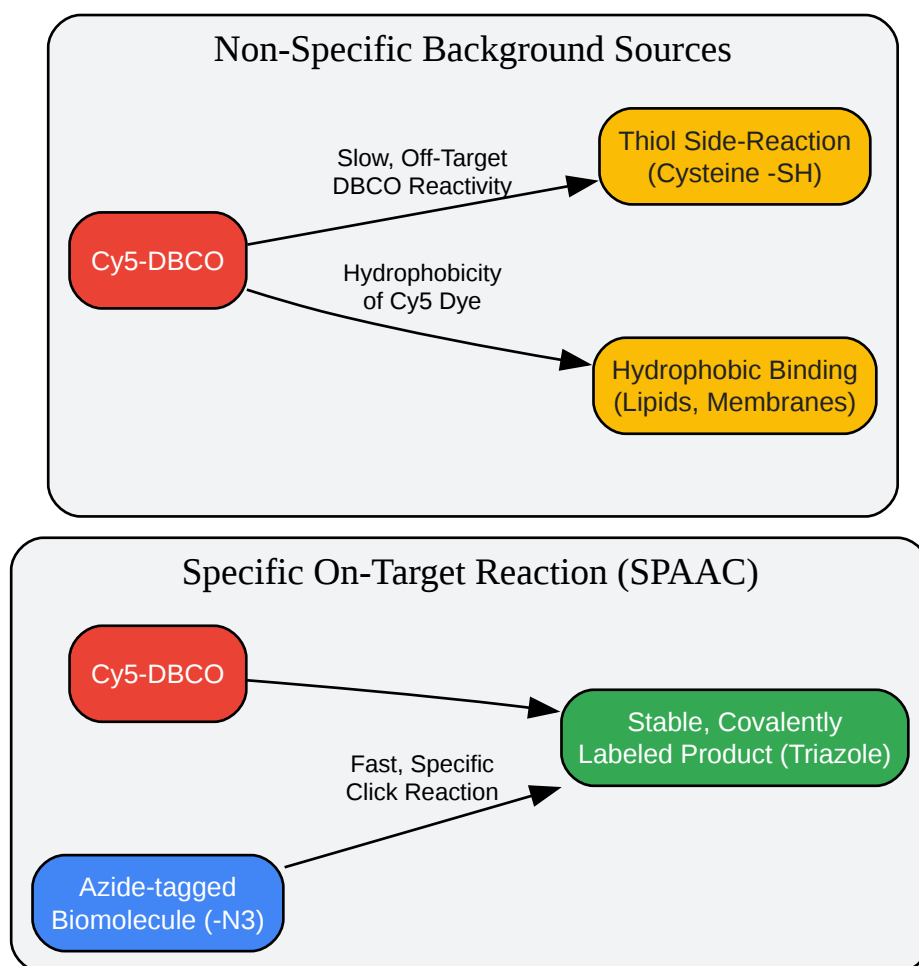 Non-Specific Background Sources
Thiol Side-Reaction
(Cysteine -SH)
Slow, Off-Target
DBCO Reactivity
Cy5-DBCO
Hydrophobicity
of Cy5 Dye
Hydrophobic Binding
(Lipids, Membranes)
Specific On-Target Reaction (SPAAC)
Cy5-DBCO
Stable, Covalently
Labeled Product (Triazole)
Fast, Specific
Click Reaction
Azide-tagged
Biomolecule (-N3)